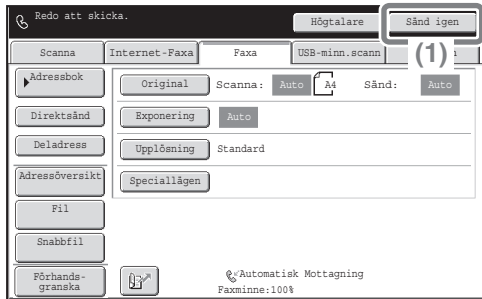 Redo att skicka.
Högtalare
Sänd igen
Scanna
Internet-Faxa
Faxa
USB-minn.scann
(1)
n
Adressbok
Original
Scanna:
Auto
A4
Sänd:
Auto
Direktsänd
Exponering
Auto
Deladress
Upplösning
Standard
Adressöversikt
Speciallägen
Fil
Snabbfil
Förhands-
granska
Automatisk Mottagning
Faxminne:100%